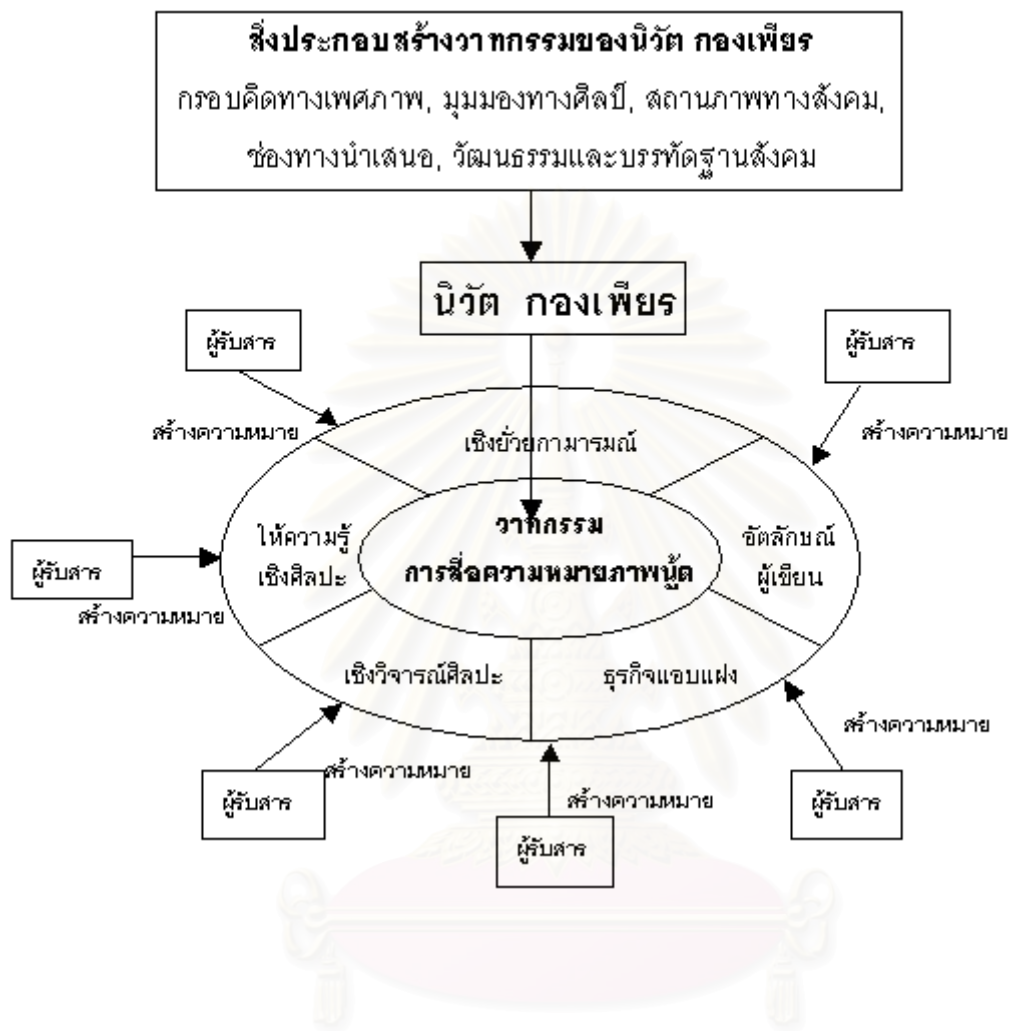 สิ่งประกอบสร้างวาทกรรมของนิวัต กองเพียร
กรอบคิดทางเพศภาพ, มุมมองทางศิลป์, สถานภาพทางสังคม,
ช่องทางนำเสนอ, วัฒนธรรมและบรรทัดฐานสังคม
นิวัต กองเพียร
ผู้รับสาร
ผู้รับสาร
สร้างความหมาย
เชิงยั่วยุกามารมณ์
สร้างความหมาย
วาทกรรม
การสื่อความหมายภาพนู้ด
ให้ความรู้
เชิงศิลปะ
อัตลักษณ์
ผู้เขียน
ผู้รับสาร
สร้างความหมาย
เชิงวิจารณ์ศิลปะ
ธุรกิจแอบแฝง
สร้างความหมาย
สร้างความหมาย
ผู้รับสาร
สร้างความหมาย
ผู้รับสาร
ผู้รับสาร